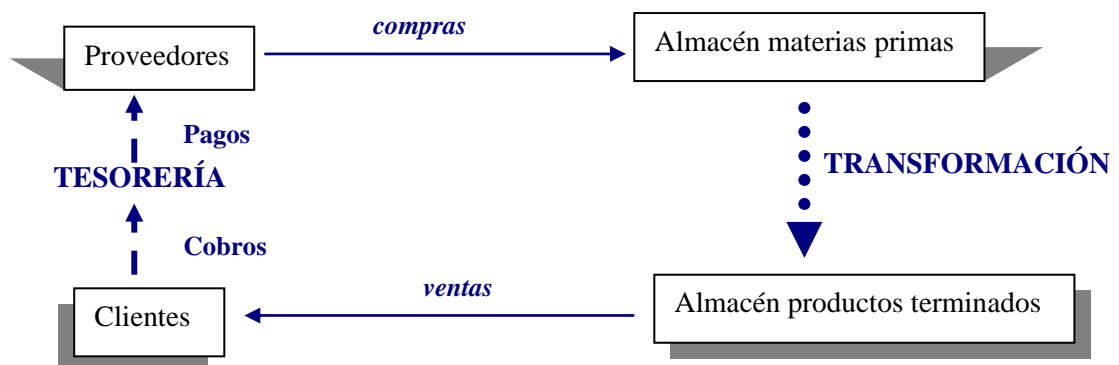 compras
Proveedores
Almacén materias primas
Pagos
TESORERÍA
TRANSFORMACIÓN
Cobros
ventas
Clientes
Almacén productos terminados